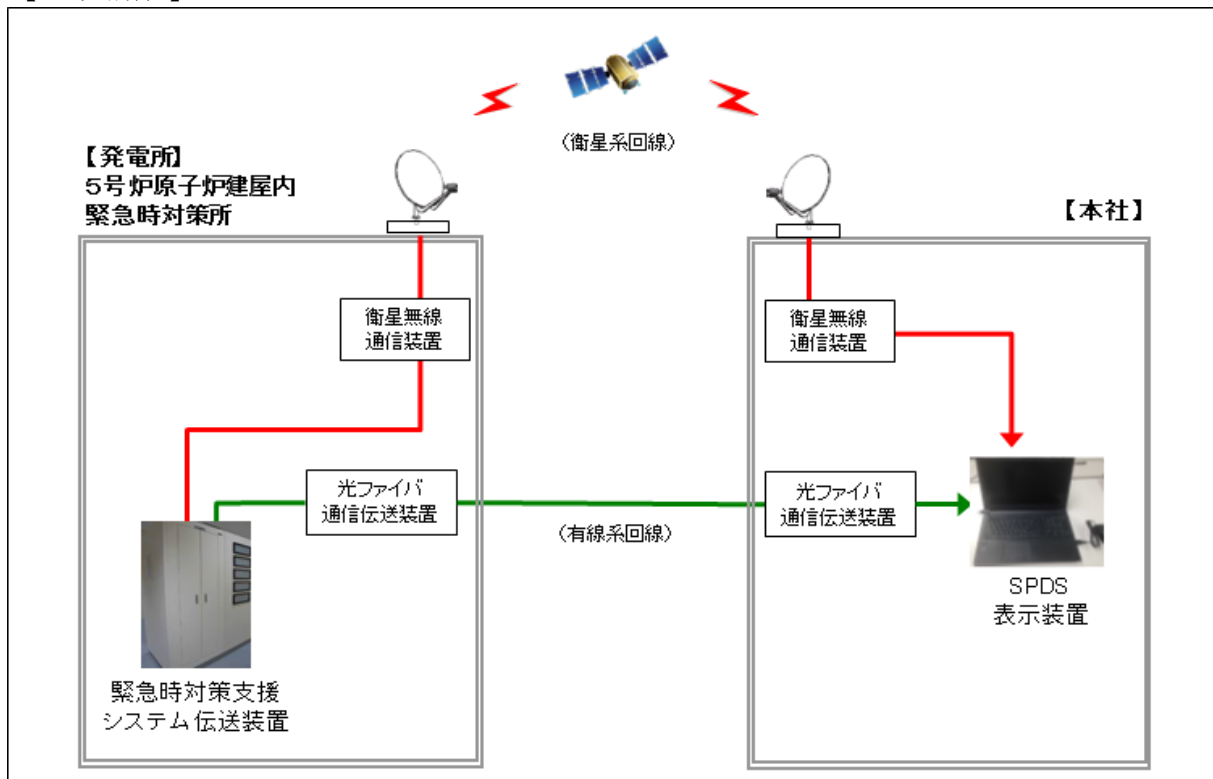 (衛星系回線)
【発電所】
5号炉原子炉建屋内
緊急時対策所
【本社】
衛星無線
通信装置
衛星無線
通信装置
光ファイバ
通信伝送装置
(有線系回線)
光ファイバ
通信伝送装置
SPDS
表示装置
緊急時対策支援
システム伝送装置